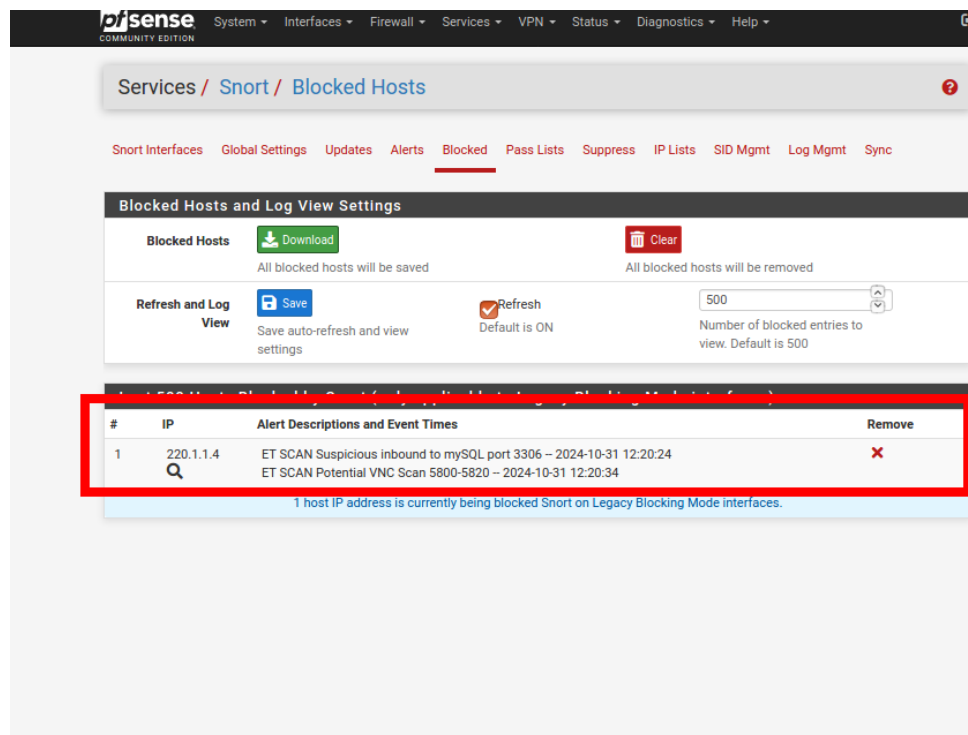 pfsense System Interfaces Firewall Services VPN Status Diagnostics Help
COMMUNITY EDITION
Services / Snort / Blocked Hosts
Snort Interfaces Global Settings Updates Alerts Blocked Pass Lists Suppress IP Lists SID Mgmt Log Mgmt Sync
Blocked Hosts and Log View Settings
Blocked Hosts Download Clear
All blocked hosts will be saved All blocked hosts will be removed
Refresh and Log View Save Refresh 500
Save auto-refresh and view settings Default is ON Number of blocked entries to view. Default is 500
# IP Alert Descriptions and Event Times Remove
1 220.1.1.4 ET SCAN Suspicious inbound to mySQL port 3306 -- 2024-10-31 12:20:24
ET SCAN Potential VNC Scan 5800-5820 -- 2024-10-31 12:20:34
1 host IP address is currently being blocked Snort on Legacy Blocking Mode interfaces.